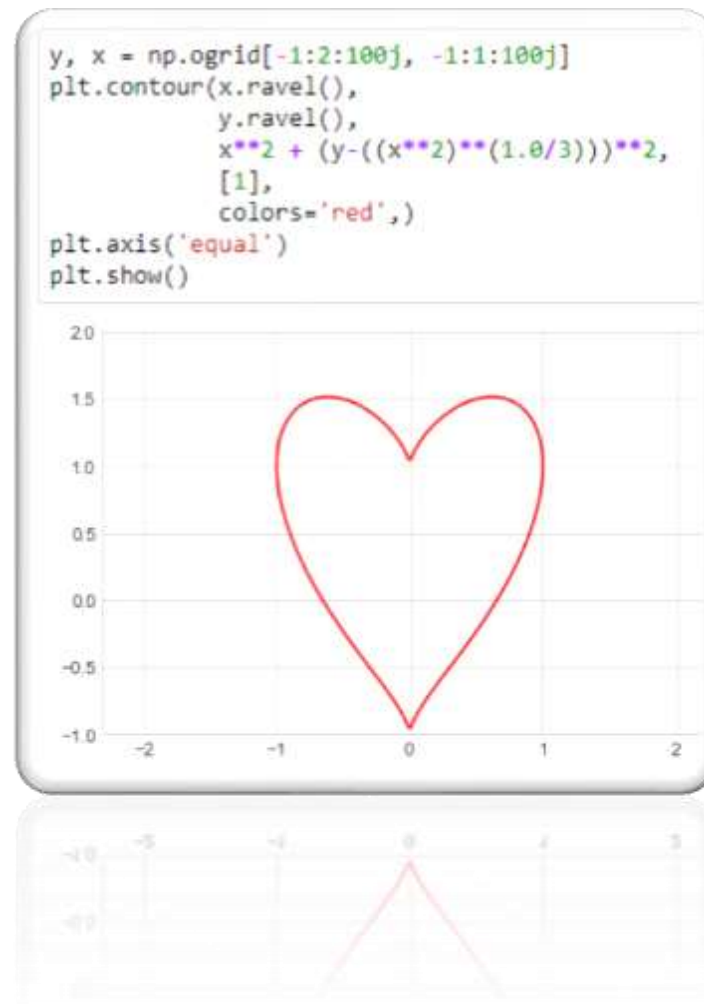 y, x = np.ogrid[-1:2:100j, -1:1:100j]
plt.contour(x.ravel(),
y.ravel(),
x**2 + (y-((x**2)**(1.0/3)))**2,
[1],
colors='red',)
plt.axis('equal')
plt.show()
2.0
1.5
1.0
0.5
0.0
-0.5
-1.0
-2 -1 0 1 2